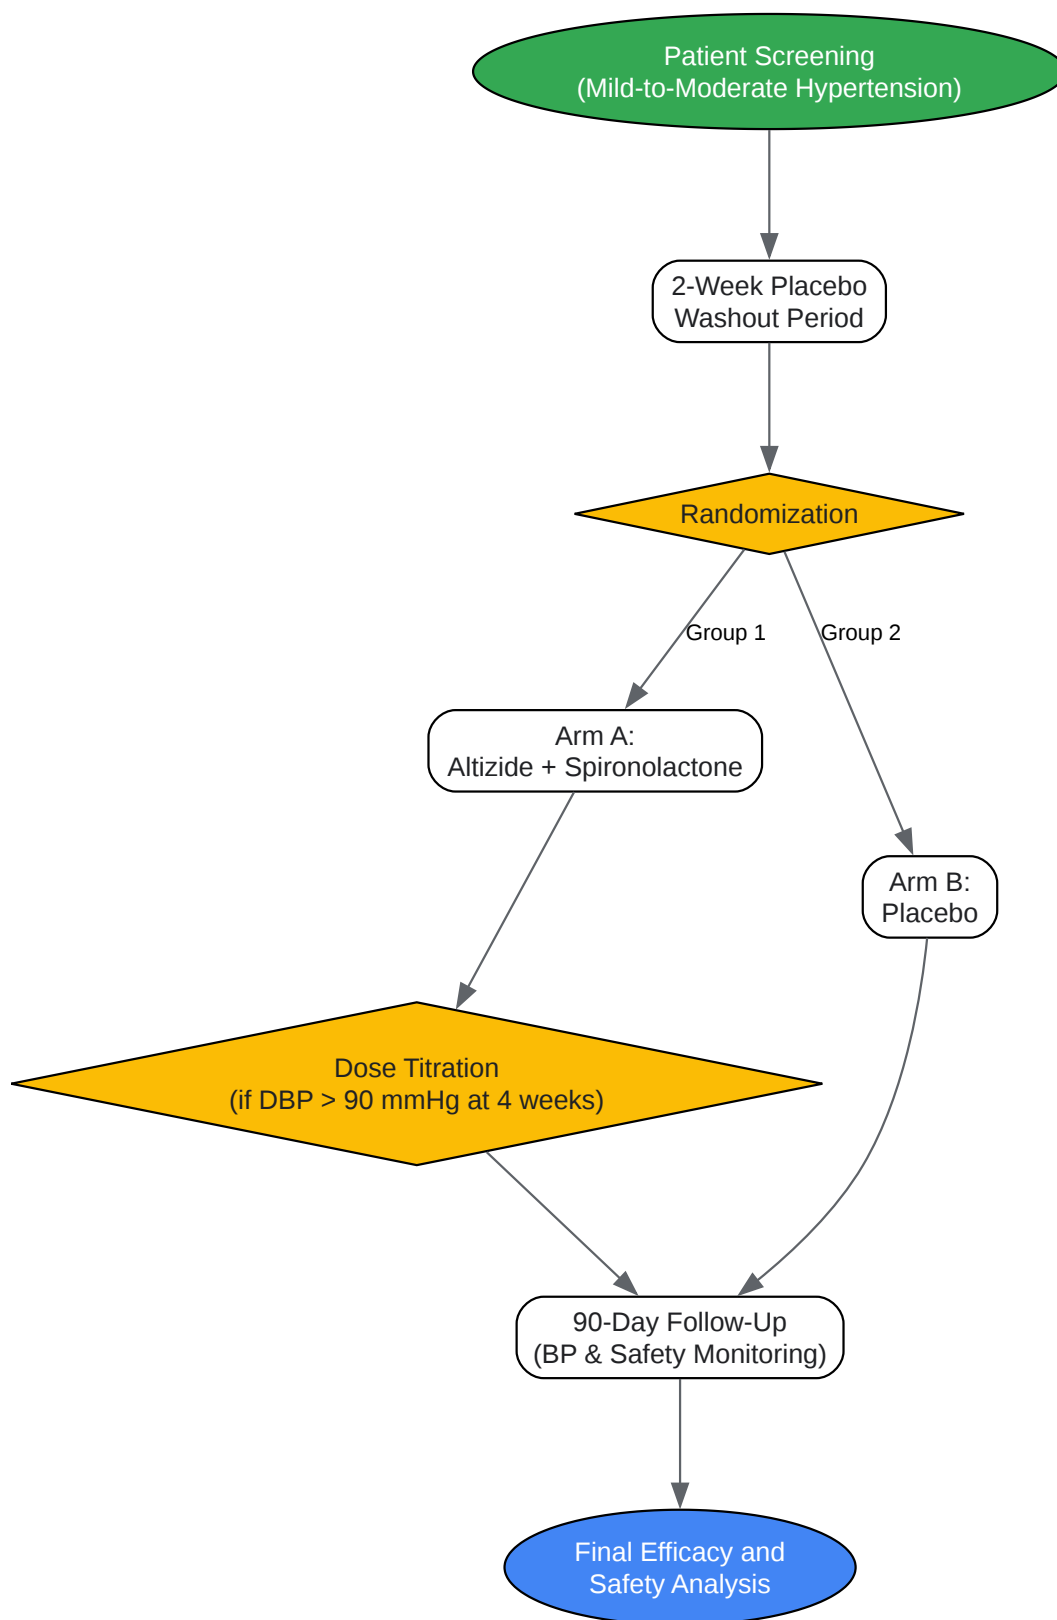 Patient Screening
(Mild-to-Moderate Hypertension)
2-Week Placebo
Washout Period
Randomization
Group 1
Group 2
Arm A:
Altizide + Spironolactone
Arm B:
Placebo
Dose Titration
(if DBP > 90 mmHg at 4 weeks)
90-Day Follow-Up
(BP & Safety Monitoring)
Final Efficacy and
Safety Analysis